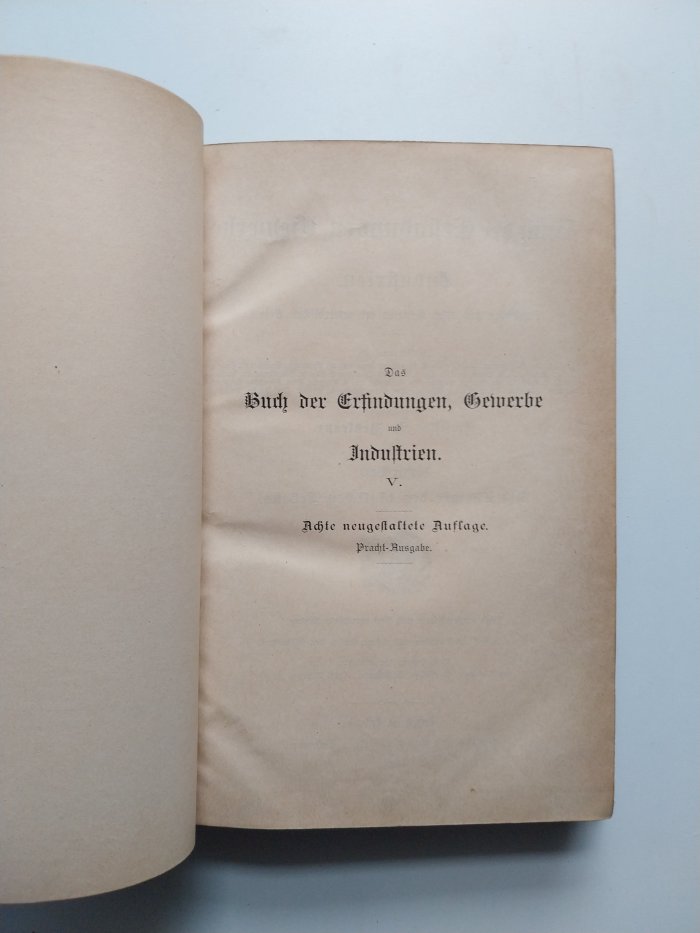 Das
Buch der Erfindungen, Gewerbe
und
Industrien.
V.
Achte neugestaltete Auflage.
Pracht-Ausgabe.